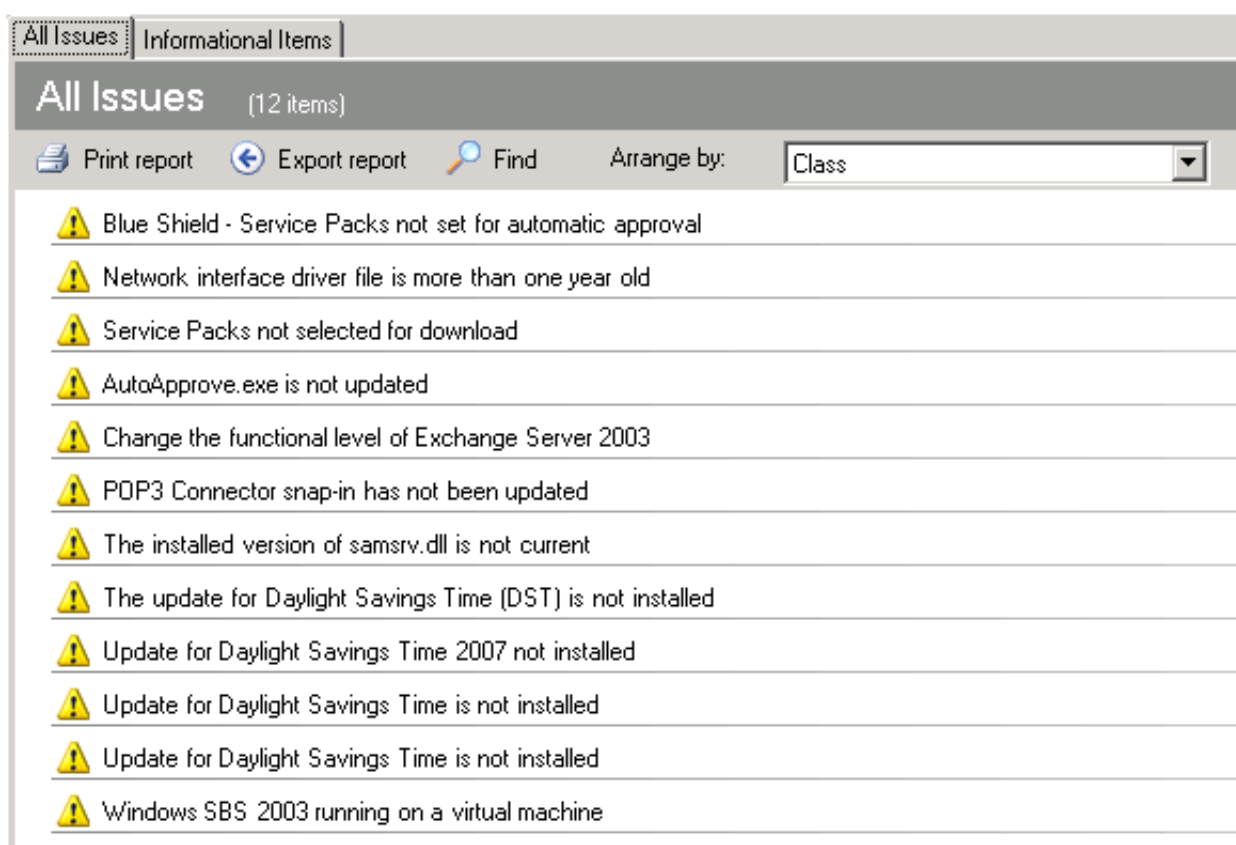 All Issues Informational Items
All Issues (12 items)
Print report Export report Find Arrange by: Class
Blue Shield - Service Packs not set for automatic approval
Network interface driver file is more than one year old
Service Packs not selected for download
AutoApprove.exe is not updated
Change the functional level of Exchange Server 2003
POP3 Connector snap-in has not been updated
The installed version of samsrv.dll is not current
The update for Daylight Savings Time (DST) is not installed
Update for Daylight Savings Time 2007 not installed
Update for Daylight Savings Time is not installed
Update for Daylight Savings Time is not installed
Windows SBS 2003 running on a virtual machine